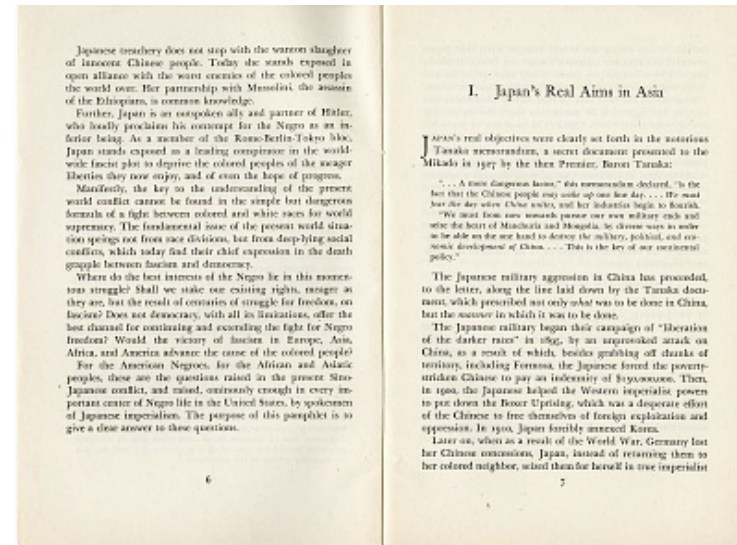 Japanese treachery does not stop with the wanton slaughter
of innocent Chinese people. Today she stands exposed in
open alliance with the worst enemies of the colored peoples
the world over. Her partnership with Mussolini, the assassin
of the Ethiopians, is common knowledge.
Further, Japan is an outspoken ally and partner of Hitler,
who loudly proclaims his contempt for the Negro as an in-
ferior being. As a member of the Rome-Berlin-Tokyo bloc,
Japan stands exposed as a leading conspirator in the world-
wide fascist plot to deprive the colored peoples of the meager
liberties they now enjoy, and of even the hope of progress.
Manifestly, the key to the understanding of the present
world conflict cannot be found in the simple but dangerous
formula of a fight between colored and white races for world
supremacy. The fundamental issue of the present world situa-
tion springs not from race divisions, but from deep-lying social
conflicts, which today find their chief expression in the death
grapple between fascism and democracy.
Where do the best interests of the Negro lie in this momen-
tous struggle? Shall we stake our existing rights, meager as
they are, but the result of centuries of struggle for freedom, on
fascism? Does not democracy, with all its limitations, offer the
best channel for continuing and extending the fight for Negro
freedom? Would the victory of fascism in Europe, Asia,
Africa, and America advance the cause of the colored people?
For the American Negroes, for the African and Asiatic
peoples, these are the questions raised in the present Sino-
Japanese conflict, and raised, ominously enough in every im-
portant center of Negro life in the United States, by spokesmen
of Japanese imperialism. The purpose of this pamphlet is to
give a clear answer to these questions.
6
I. Japan's Real Aims in Asia
JAPAN'S real objectives were clearly set forth in the notorious
Tanaka memorandum, a secret document presented to the
Mikado in 1927 by the then Premier, Baron Tanaka:
". . . A more dangerous factor," this memorandum declared, "is the
fact that the Chinese people may wake up one fine day. . . . We must
fear the day when China unites, and her industries begin to flourish.
"We must from now onwards pursue our own military ends and
seize the heart of Manchuria and Mongolia, by diverse ways in order
to be able on the one hand to destroy the military, political, and eco-
nomic development of China. . . . This is the key of our continental
policy."
The Japanese military aggression in China has proceeded,
to the letter, along the line laid down by the Tanaka docu-
ment, which prescribed not only what was to be done in China,
but the manner in which it was to be done.
The Japanese military began their campaign of "liberation
of the darker races" in 1895, by an unprovoked attack on
China, as a result of which, besides grabbing off chunks of
territory, including Formosa, the Japanese forced the poverty-
stricken Chinese to pay an indemnity of Then,
in 1900, the Japanese helped the Western imperialist powers
to put down the Boxer Uprising, which was a desperate effort
of the Chinese to free themselves of foreign exploitation and
oppression. In 1910, Japan forcibly annexed Korea.
Later on, when as a result of the World War, Germany lost
her Chinese concessions, Japan, instead of returning them to
her colored neighbor, seized them for herself in true imperialist
7